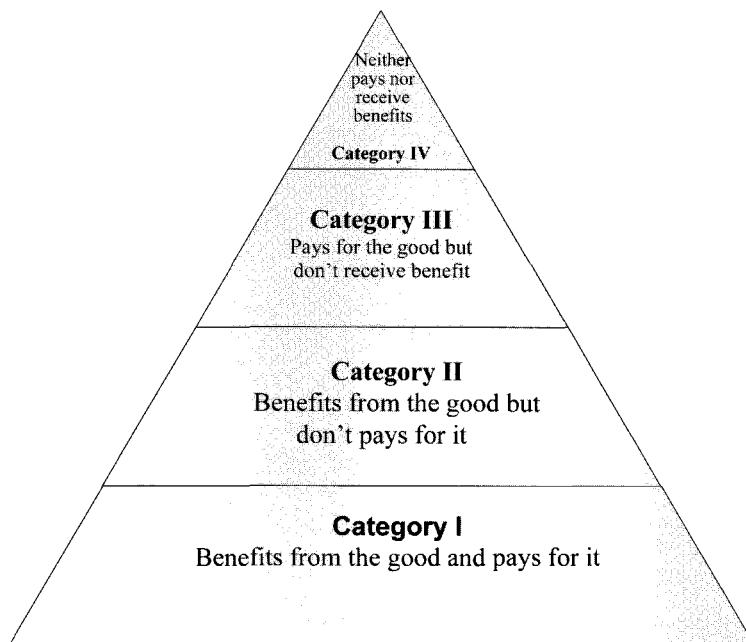 Neither
pays nor
receive
benefits
Category IV
Category III
Pays for the good but
don't receive benefit
Category II
Benefits from the good but
don't pays for it
Category I
Benefits from the good and pays for it